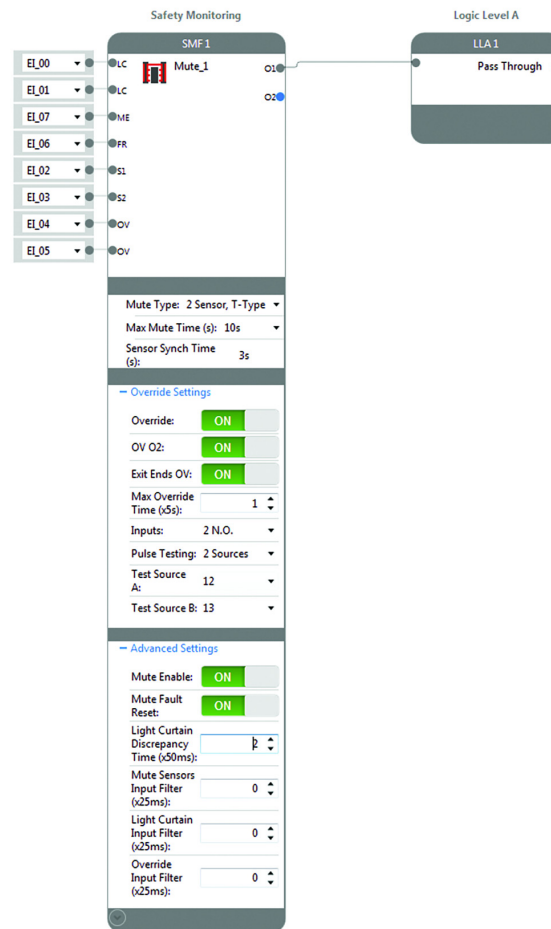 Safety Monitoring
Logic Level A
SMF 1
LLA 1
EI_00
LC
Mute_1
O1
Pass Through
EI_01
LC
O2
EI_07
ME
EI_06
FR
EI_02
S1
EI_03
S2
EI_04
OV
EI_05
OV
Mute Type: 2 Sensor, T-Type
Max Mute Time (s): 10s
Sensor Synch Time
(s):
3s
Override Settings
Override: ON
OV O2: ON
Exit Ends OV: ON
Max Override
Time (x5s):
1
Inputs: 2 N.O.
Pulse Testing: 2 Sources
Test Source
A:
12
Test Source B: 13
Advanced Settings
Mute Enable: ON
Mute Fault
Reset:
ON
Light Curtain
Discrepancy
Time (x50ms):
2
Mute Sensors
Input Filter
(x25ms):
0
Light Curtain
Input Filter
(x25ms):
0
Override
Input Filter
(x25ms):
0